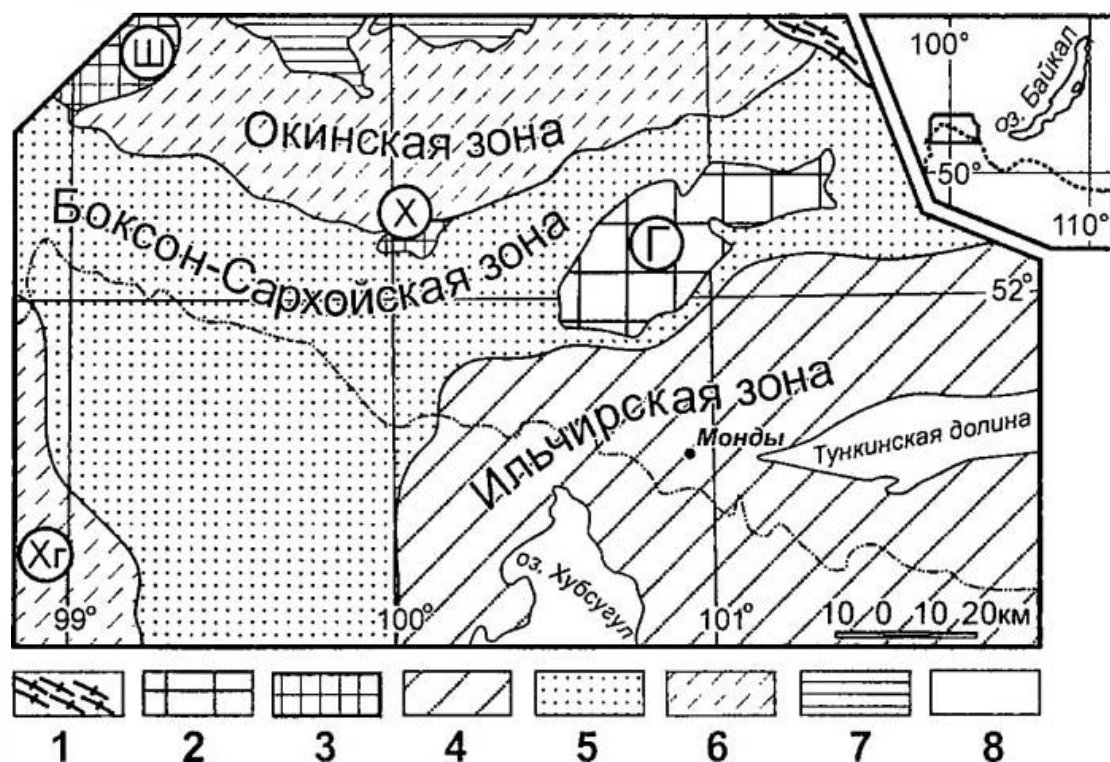 Ш
100°
оз. Байкал
50°
110°
Окинская зона
Х
Г
Боксон-Сархойская зона
52°
Ильчирская зона
Монды
Тункинская долина
Хг
оз. Хубсугул
99°
100°
101°
10 0 10 20км
1 2 3 4 5 6 7 8